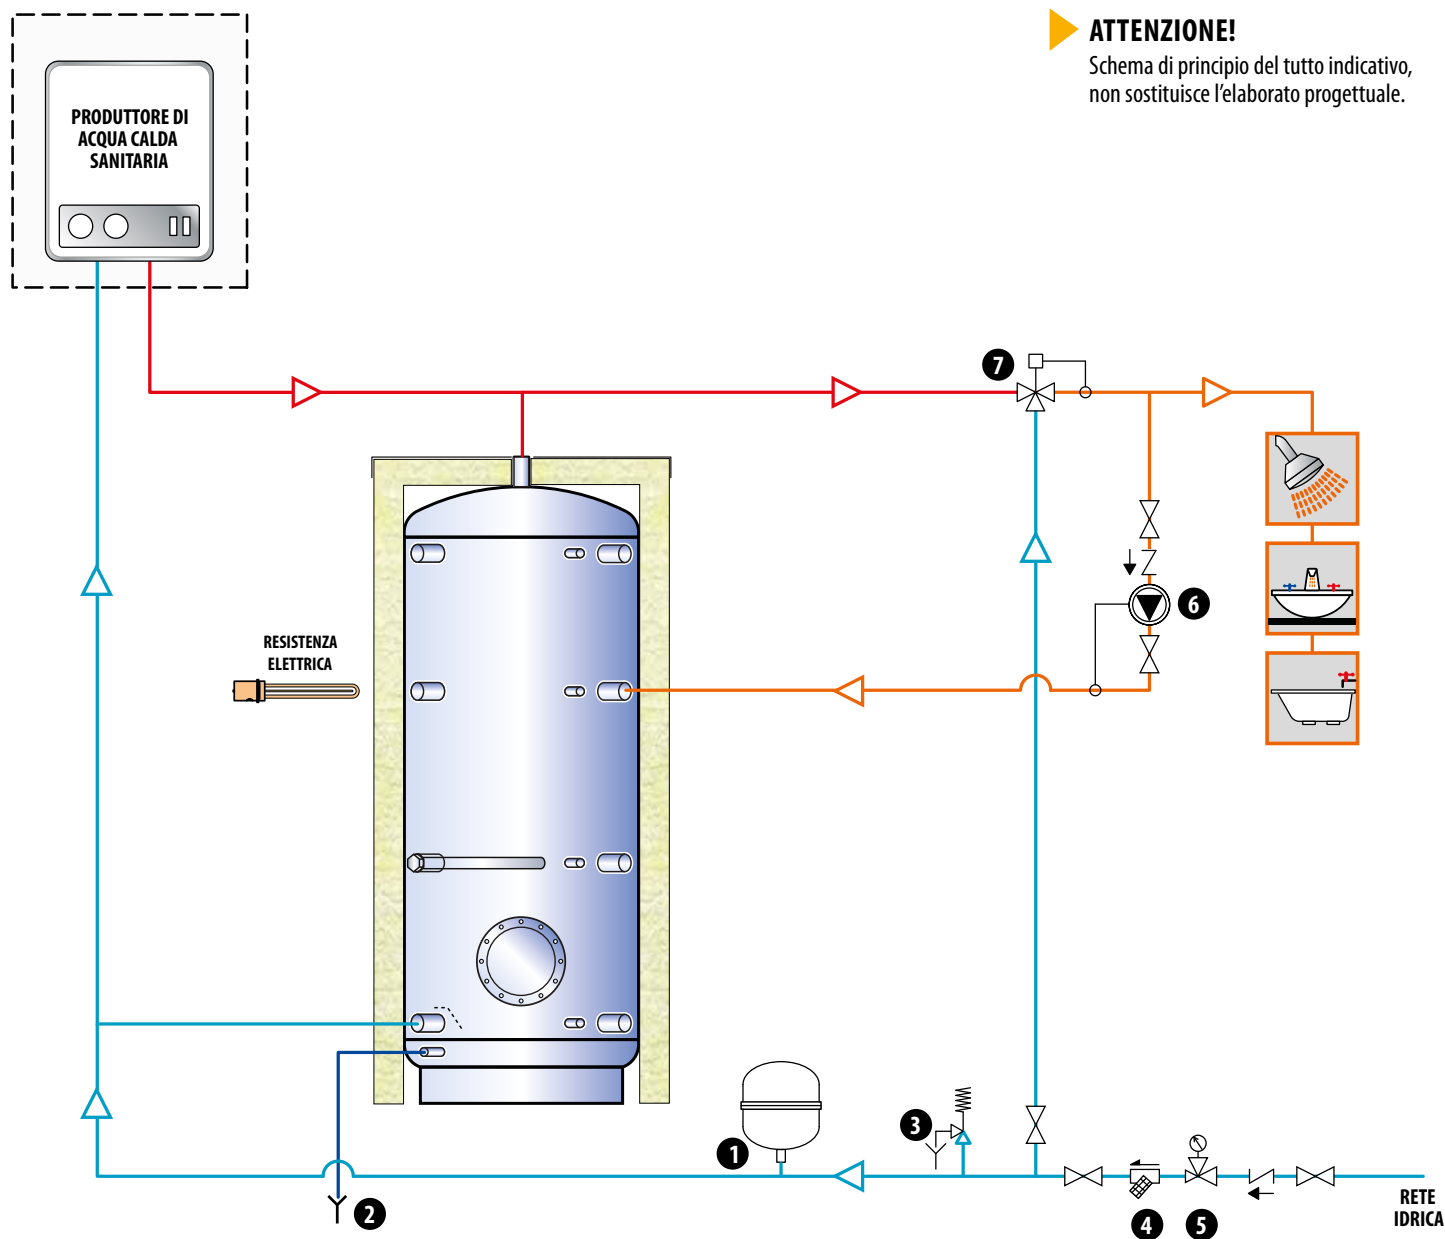 ATTENZIONE!
Schema di principio del tutto indicativo,
non sostituisce l'elaborato progettuale.
PRODUTTORE DI
ACQUA CALDA
SANITARIA
7
6
RESISTENZA
ELETTRICA
3
1
2
4
5
RETE
IDRICA